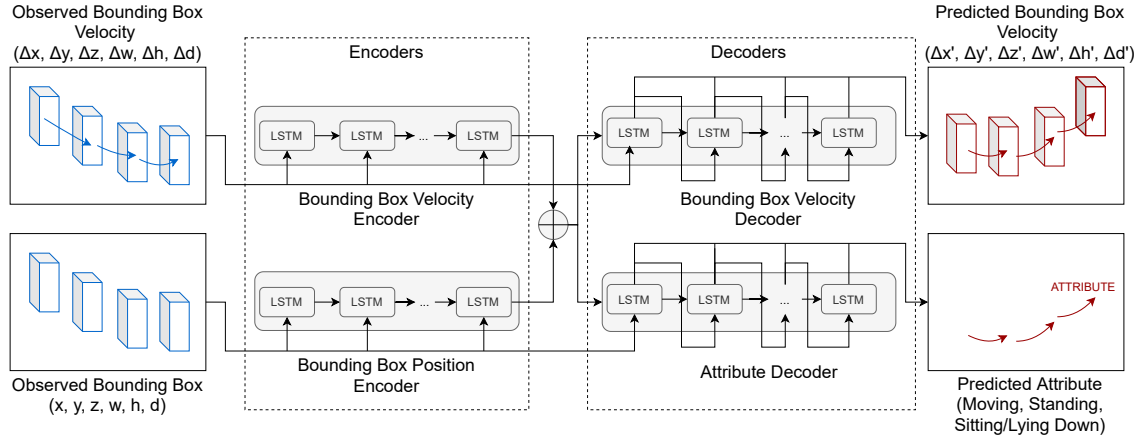 Observed Bounding Box
Velocity
(Δx, Δy, Δz, Δw, Δh, Δd)
Encoders
Decoders
Predicted Bounding Box
Velocity
(Δx', Δy', Δz', Δw', Δh', Δd')
LSTM
LSTM
...
LSTM
LSTM
LSTM
...
LSTM
Bounding Box Velocity
Encoder
Bounding Box Velocity
Decoder
LSTM
LSTM
...
LSTM
LSTM
LSTM
...
LSTM
ATTRIBUTE
Bounding Box Position
Encoder
Attribute Decoder
Observed Bounding Box
(x, y, z, w, h, d)
Predicted Attribute
(Moving, Standing,
Sitting/Lying Down)